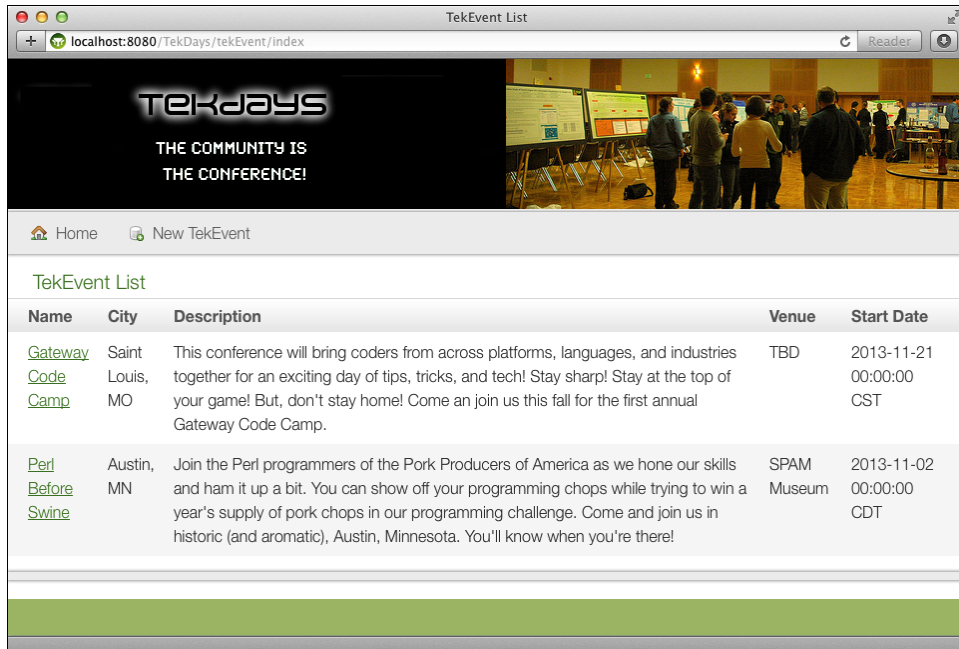 TekEvent List
localhost:8080/TekDays/tekEvent/index
Reader
TEKDAYS
THE COMMUNITY IS
THE CONFERENCE!
Home
New TekEvent
TekEvent List
Name City Description Venue Start Date
Gateway Saint This conference will bring coders from across platforms, languages, and industries TBD 2013-11-21
Code Louis, together for an exciting day of tips, tricks, and tech! Stay sharp! Stay at the top of 00:00:00
Camp MO your game! But, don't stay home! Come an join us this fall for the first annual CST
Gateway Code Camp.
Perl Austin, Join the Perl programmers of the Pork Producers of America as we hone our skills SPAM 2013-11-02
Before MN and ham it up a bit. You can show off your programming chops while trying to win a Museum 00:00:00
Swine year's supply of pork chops in our programming challenge. Come and join us in CDT
historic (and aromatic), Austin, Minnesota. You'll know when you're there!